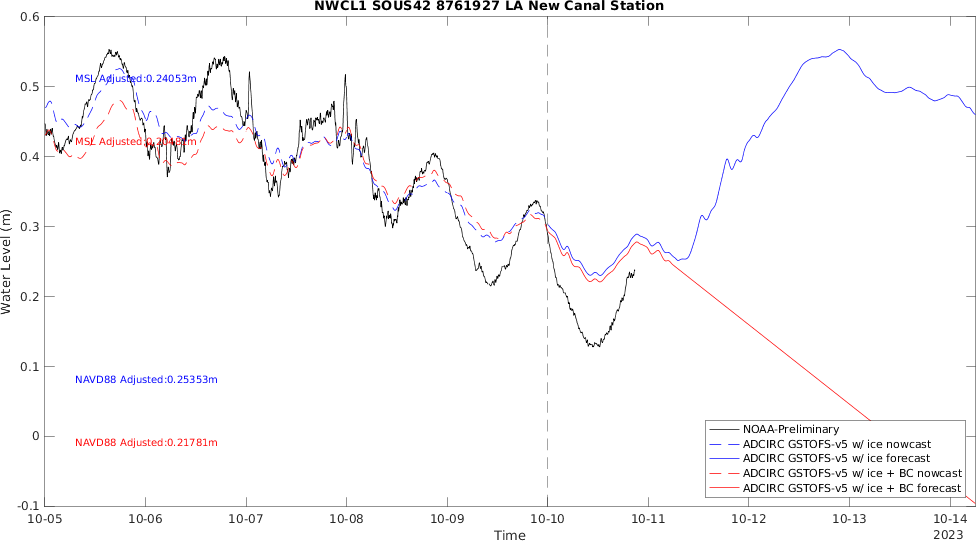 NWCL1 SOUS42 8761927 LA New Canal Station
Water Level (m)
0.6
0.5
0.4
0.3
0.2
0.1
0
-0.1
MSL Adjusted:0.24053m
MSL Adjusted:
NAVD88 Adjusted:0.25353m
NAVD88 Adjusted:0.21781m
NOAA-Preliminary
ADCIRC GSTOFS-v5 w/ ice nowcast
ADCIRC GSTOFS-v5 w/ ice forecast
ADCIRC GSTOFS-v5 w/ ice + BC nowcast
ADCIRC GSTOFS-v5 w/ ice + BC forecast
10-05 10-06 10-07 10-08 10-09 10-10 10-11 10-12 10-13 10-14
Time
2023